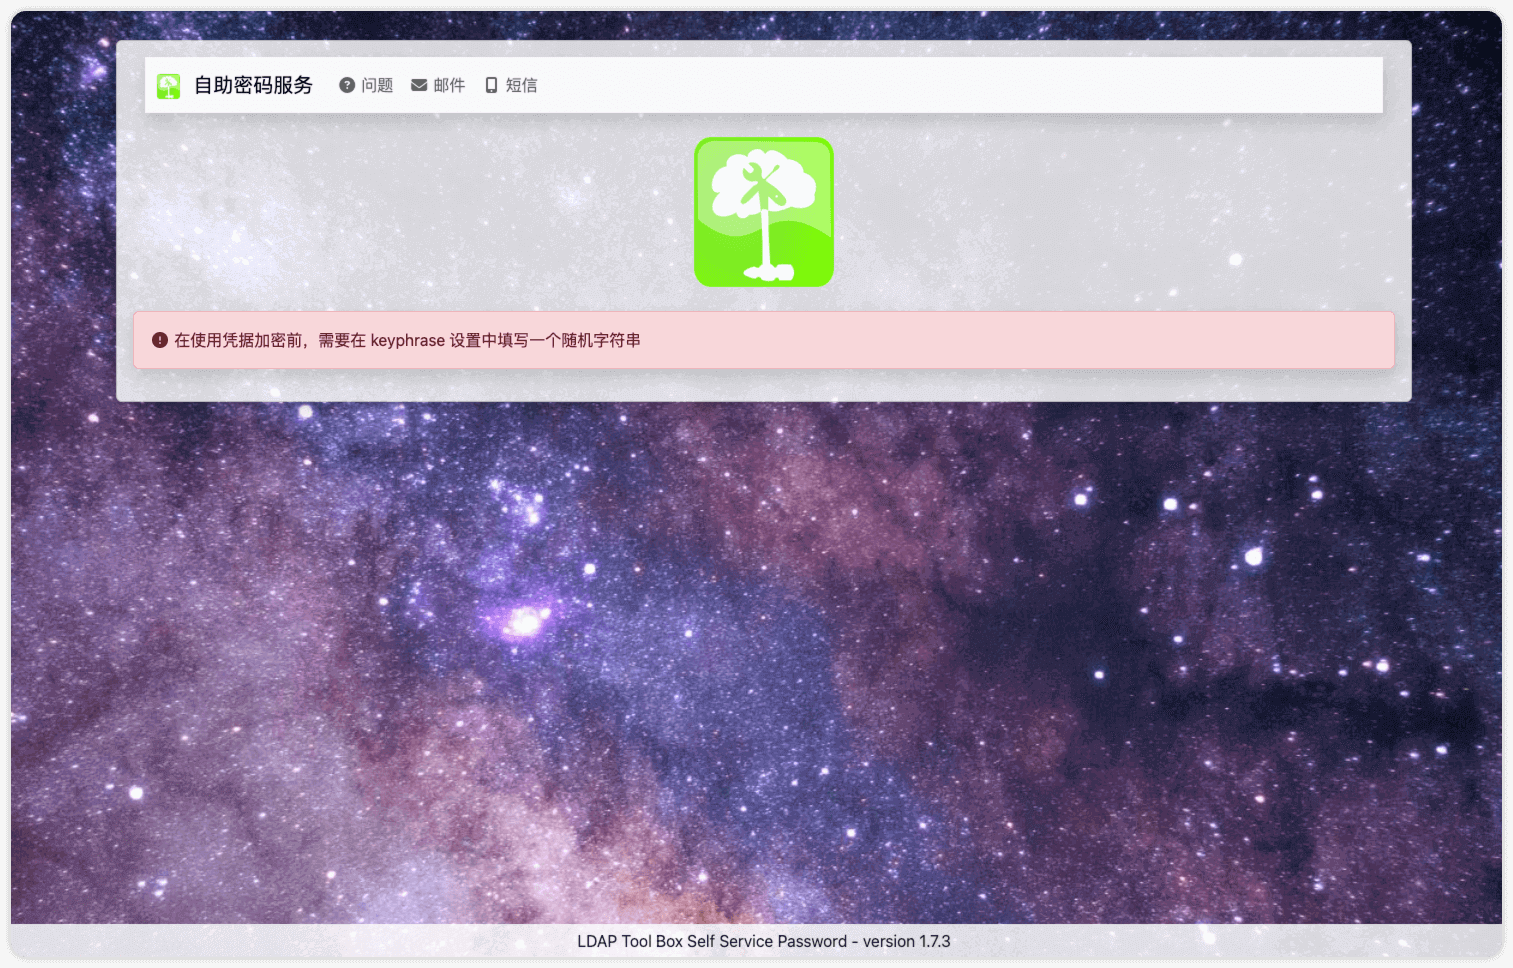 自助密码服务 问题 邮件 短信
在使用凭据加密前，需要在 keyphrase 设置中填写一个随机字符串
LDAP Tool Box Self Service Password - version 1.7.3